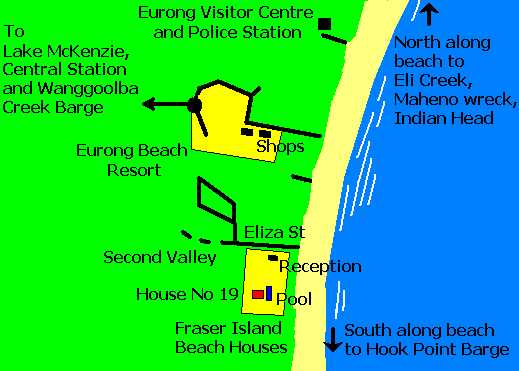 Eurong Visitor Centre
and Police Station
To
Lake McKenzie,
Central Station
and Wanggoolba
Creek Barge
North along
beach to
Eli Creek,
Maheno wreck,
Indian Head
Shops
Eurong Beach
Resort
Eliza St
Second Valley
Reception
House No 19
Pool
Fraser Island
Beach Houses
South along beach
to Hook Point Barge